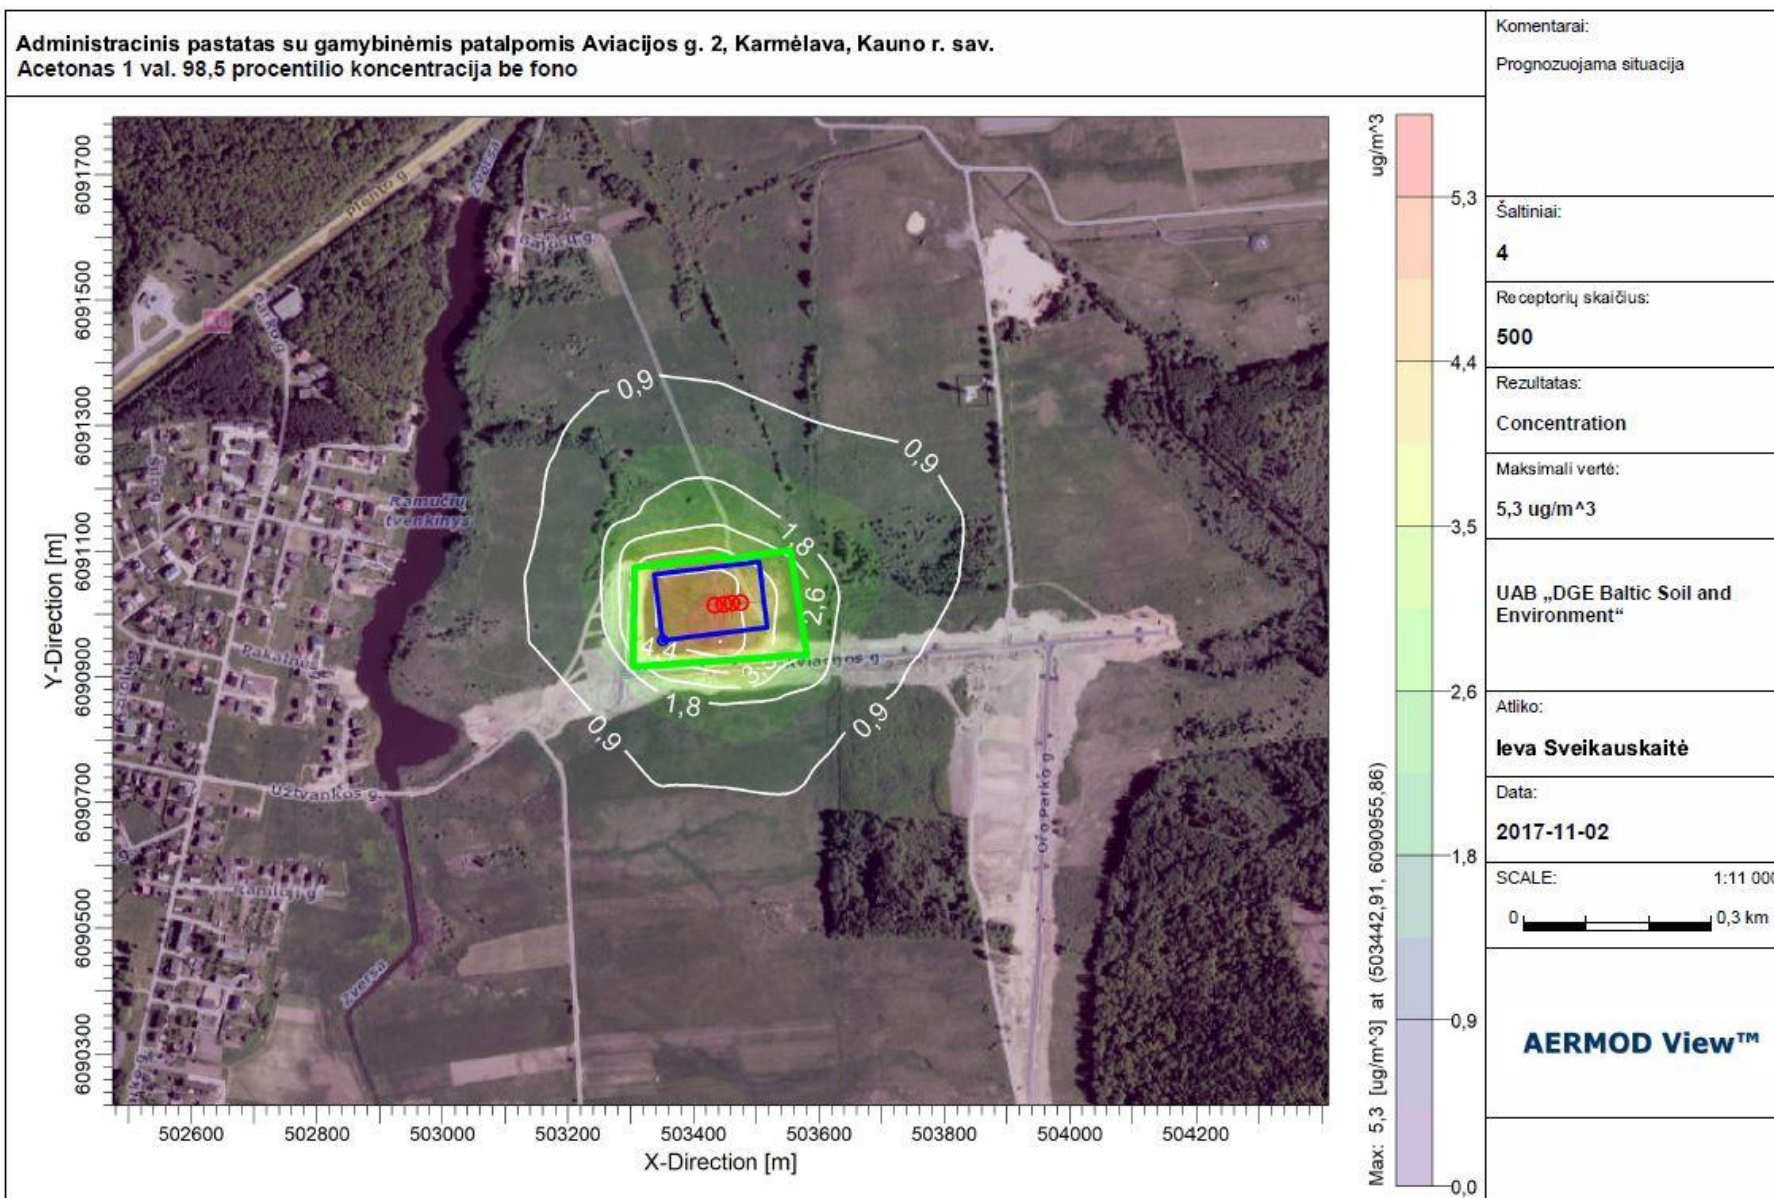 Administracinis pastatas su gamybinėmis patalpomis Aviacijos g. 2, Karmėlava, Kauno r. sav.
Acetonas 1 val. 98,5 procentilio koncentracija be fono
Komentarai:
Prognozuojama situacija
Šaltiniai:
4
Receptorių skaičius:
500
Rezultatas:
Concentration
Maksimali vertė:
5,3 ug/m^3
UAB „DGE Baltic Soil and
Environment“
Atliko:
Ieva Sveikauskaitė
Data:
2017-11-02
SCALE:
1:11 000
0
0,3 km
AERMOD View™
Y-Direction [m]
6091700
6091500
6091300
6091100
6090900
6090700
6090500
6090300
X-Direction [m]
502600
502800
503000
503200
503400
503600
503800
504000
504200
Plento g.
Bajorų g.
Ramučių
tvenkinys
Pakalnės g.
Užtvankos g.
Aviacijos g.
Oro Parko g.
0,9
0,9
0,9
0,9
1,8
1,8
2,6
3,5
4,4
ug/m^3
5,3
4,4
3,5
2,6
1,8
0,9
0,0
Max: 5,3 [ug/m^3] at (503442,91, 6090955,86)